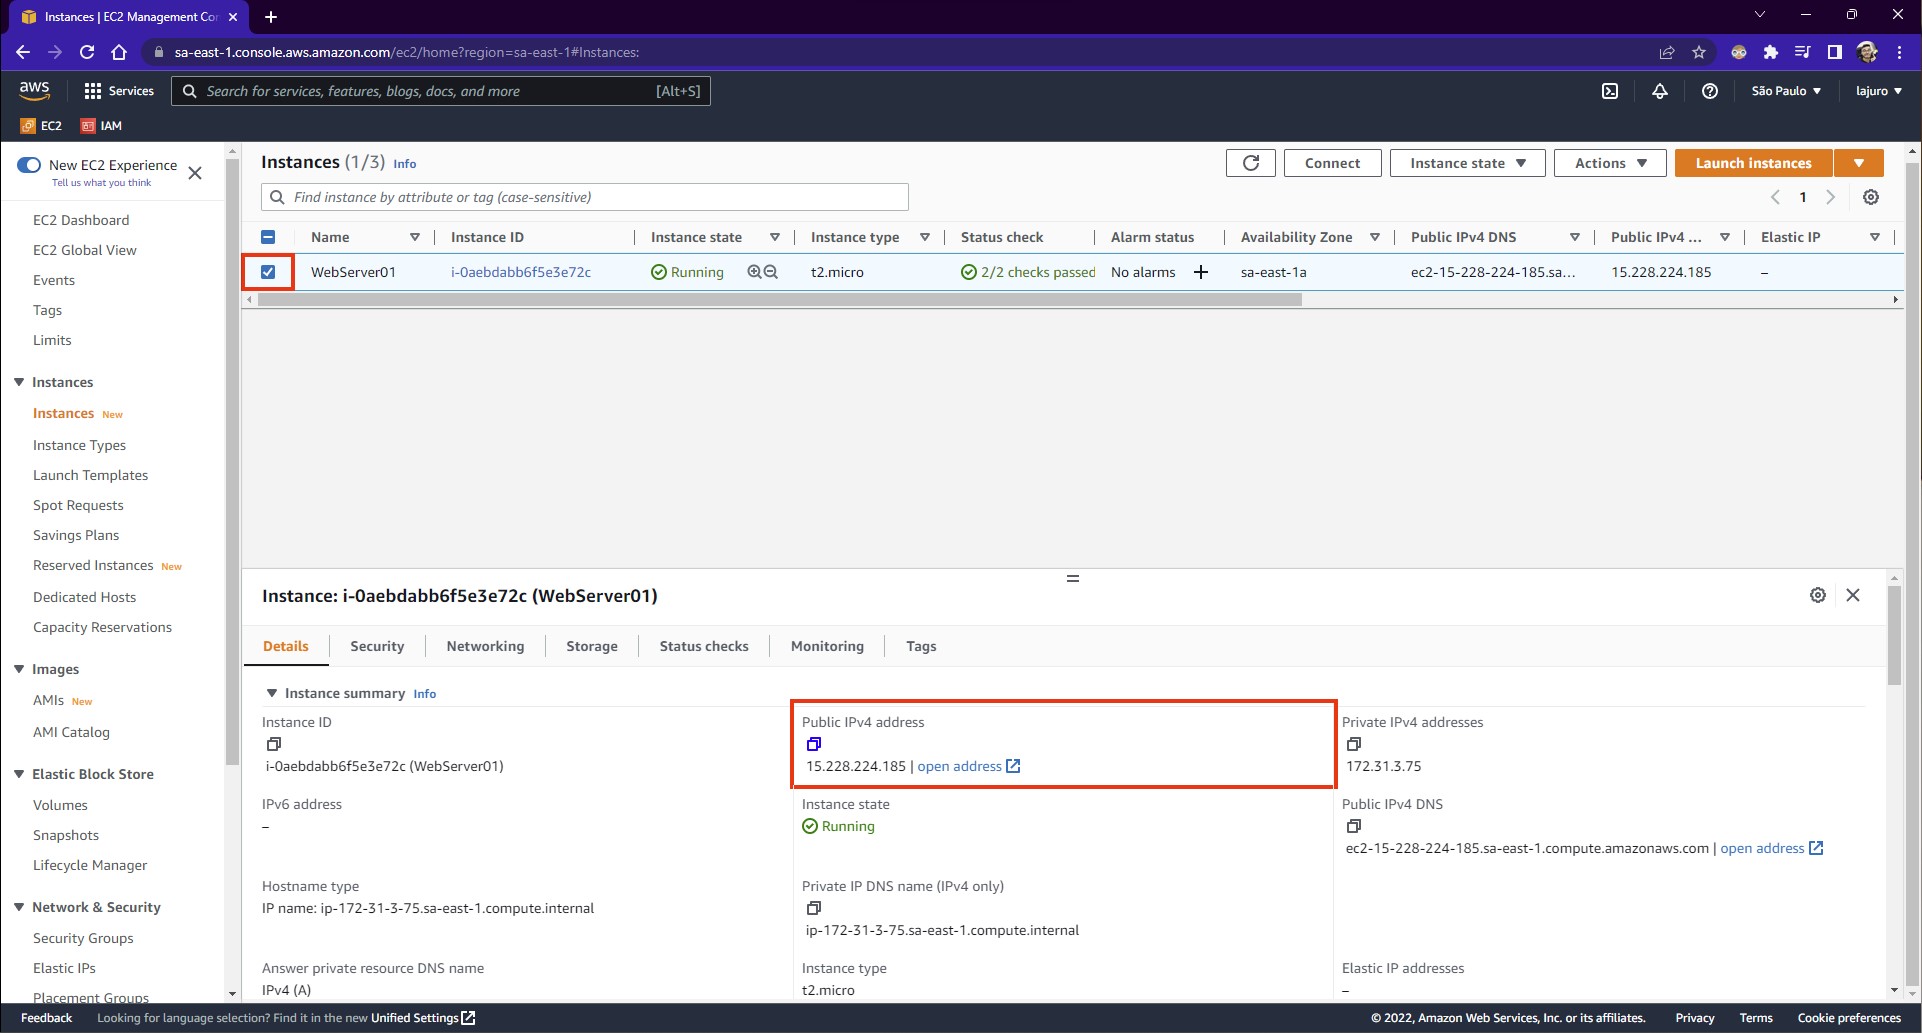 Instances | EC2 Management Con
sa-east-1.console.aws.amazon.com/ec2/home?region=sa-east-1#Instances:
aws Services Search for services, features, blogs, docs, and more [Alt+S] São Paulo lajuro
EC2 IAM
New EC2 Experience
Tell us what you think
EC2 Dashboard
EC2 Global View
Events
Tags
Limits
Instances
Instances New
Instance Types
Launch Templates
Spot Requests
Savings Plans
Reserved Instances New
Dedicated Hosts
Capacity Reservations
Images
AMIs New
AMI Catalog
Elastic Block Store
Volumes
Snapshots
Lifecycle Manager
Network & Security
Security Groups
Elastic IPs
Placement Groups
Instances (1/3) Info Connect Instance state Actions Launch instances
Find instance by attribute or tag (case-sensitive) 1
Name Instance ID Instance state Instance type Status check Alarm status Availability Zone Public IPv4 DNS Public IPv4 ... Elastic IP
WebServer01 i-0aebdabb6f5e3e72c Running t2.micro 2/2 checks passed No alarms + sa-east-1a ec2-15-228-224-185.sa... 15.228.224.185 –
Instance: i-0aebdabb6f5e3e72c (WebServer01)
Details Security Networking Storage Status checks Monitoring Tags
Instance summary Info
Instance ID
i-0aebdabb6f5e3e72c (WebServer01)
Public IPv4 address
15.228.224.185 | open address
Private IPv4 addresses
172.31.3.75
IPv6 address
–
Instance state
Running
Public IPv4 DNS
ec2-15-228-224-185.sa-east-1.compute.amazonaws.com | open address
Hostname type
IP name: ip-172-31-3-75.sa-east-1.compute.internal
Private IP DNS name (IPv4 only)
ip-172-31-3-75.sa-east-1.compute.internal
Answer private resource DNS name
IPv4 (A)
Instance type
t2.micro
Elastic IP addresses
–
Feedback Looking for language selection? Find it in the new Unified Settings © 2022, Amazon Web Services, Inc. or its affiliates. Privacy Terms Cookie preferences